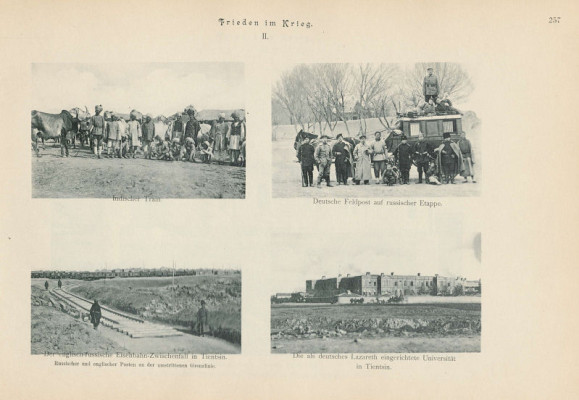 Frieden im Krieg.
257
II.
Indischer Train.
Deutsche Feldpost auf russischer Etappe.
Der englisch-russische Eisenbahn-Zwischenfall in Tientsin.
Russischer und englischer Posten an der umstrittenen Grenzlinie.
Die als deutsches Lazareth eingerichtete Universität
in Tientsin.